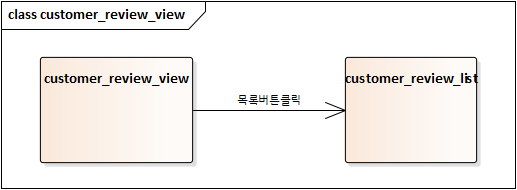 class customer_review_view
customer_review_view
목록버튼클릭
customer_review_list